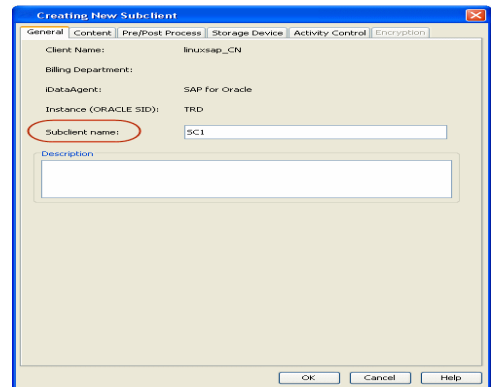 Creating New Subclient
General Content Pre/Post Process Storage Device Activity Control Encryption
Client Name: linuxsap_CN
Billing Department:
iDataAgent: SAP for Oracle
Instance (ORACLE SID): TRD
Subclient name: SC1
Description
OK Cancel Help